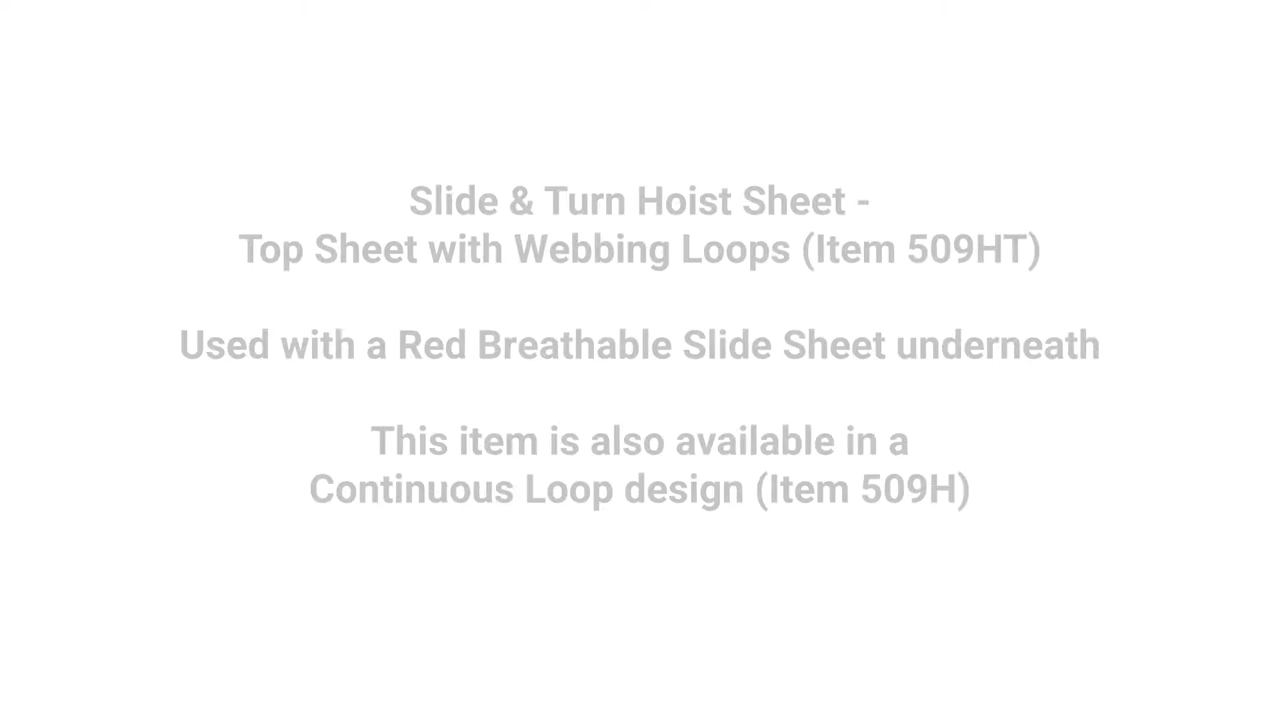 Slide & Turn Hoist Sheet -
Top Sheet with Webbing Loops (Item 509HT)
Used with a Red Breathable Slide Sheet underneath
This item is also available in a
Continuous Loop design (Item 509H)